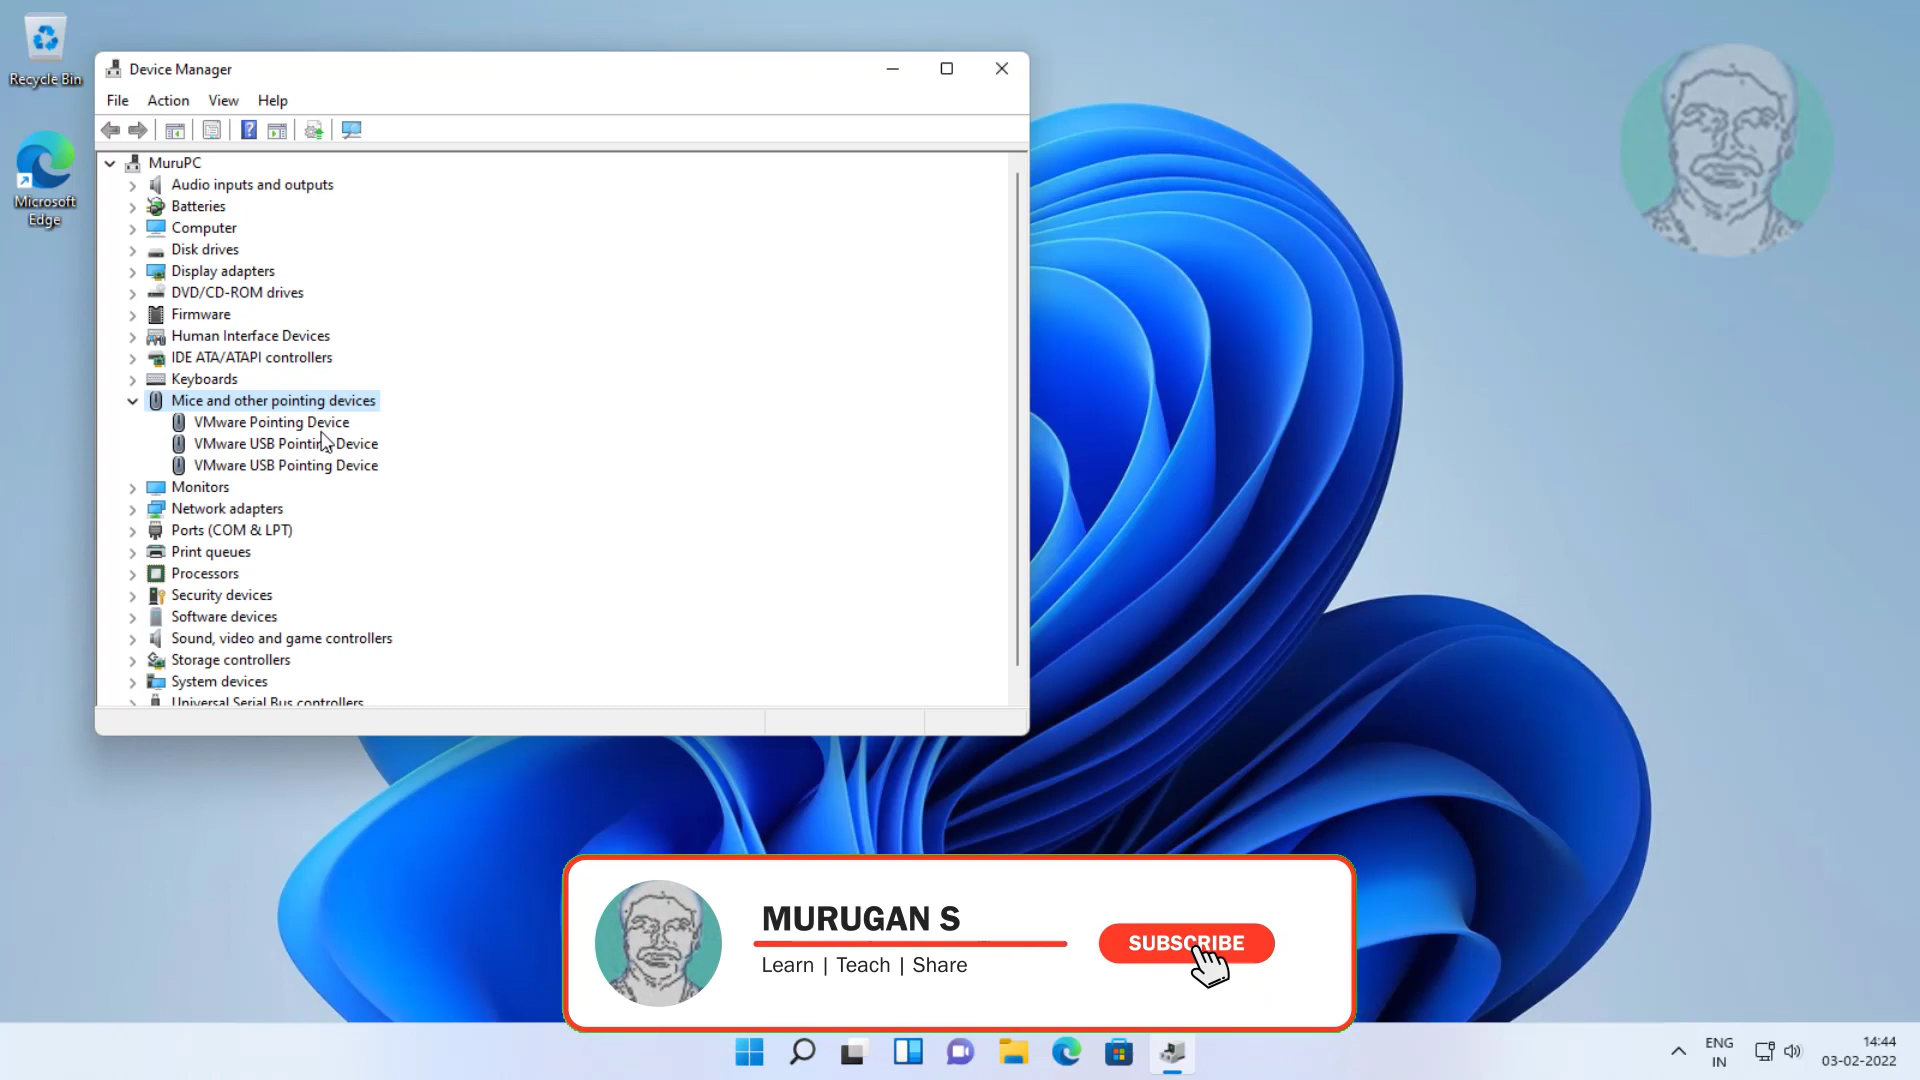 Recycle Bin
Microsoft
Edge
Device Manager
File Action View Help
MuruPC
Audio inputs and outputs
Batteries
Computer
Disk drives
Display adapters
DVD/CD-ROM drives
Firmware
Human Interface Devices
IDE ATA/ATAPI controllers
Keyboards
Mice and other pointing devices
VMware Pointing Device
VMware USB Pointing Device
VMware USB Pointing Device
Monitors
Network adapters
Ports (COM & LPT)
Print queues
Processors
Security devices
Software devices
Sound, video and game controllers
Storage controllers
System devices
Universal Serial Bus controllers
MURUGAN S
Learn | Teach | Share
SUBSCRIBE
ENG
IN
14:44
03-02-2022